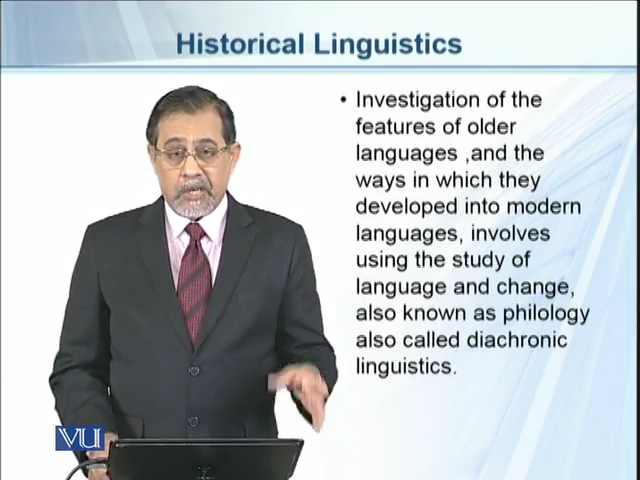 Historical Linguistics
• Investigation of the
features of older
languages ,and the
ways in which they
developed into modern
languages, involves
using the study of
language and change,
also known as philology
also called diachronic
linguistics.
VU